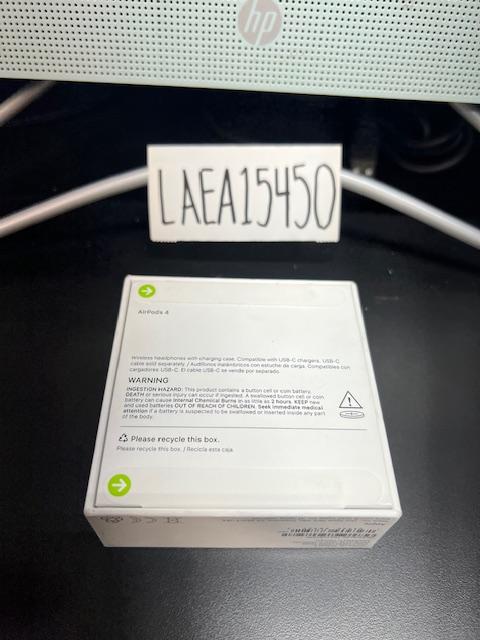 hp
LAEA15450
AirPods 4
Wireless headphones with charging case. Compatible with USB-C chargers. USB-C
cable sold separately. / Audífonos inalámbricos con estuche de carga. Compatibles con
cargadores USB-C. El cable USB-C se vende por separado.
WARNING
INGESTION HAZARD: This product contains a button cell or coin battery.
DEATH or serious injury can occur if ingested. A swallowed button cell or coin
battery can cause Internal Chemical Burns in as little as 2 hours. KEEP new
and used batteries OUT OF REACH OF CHILDREN. Seek immediate medical
attention if a battery is suspected to be swallowed or inserted inside any part
of the body.
Please recycle this box.
Please recycle this box. / Recicla esta caja.